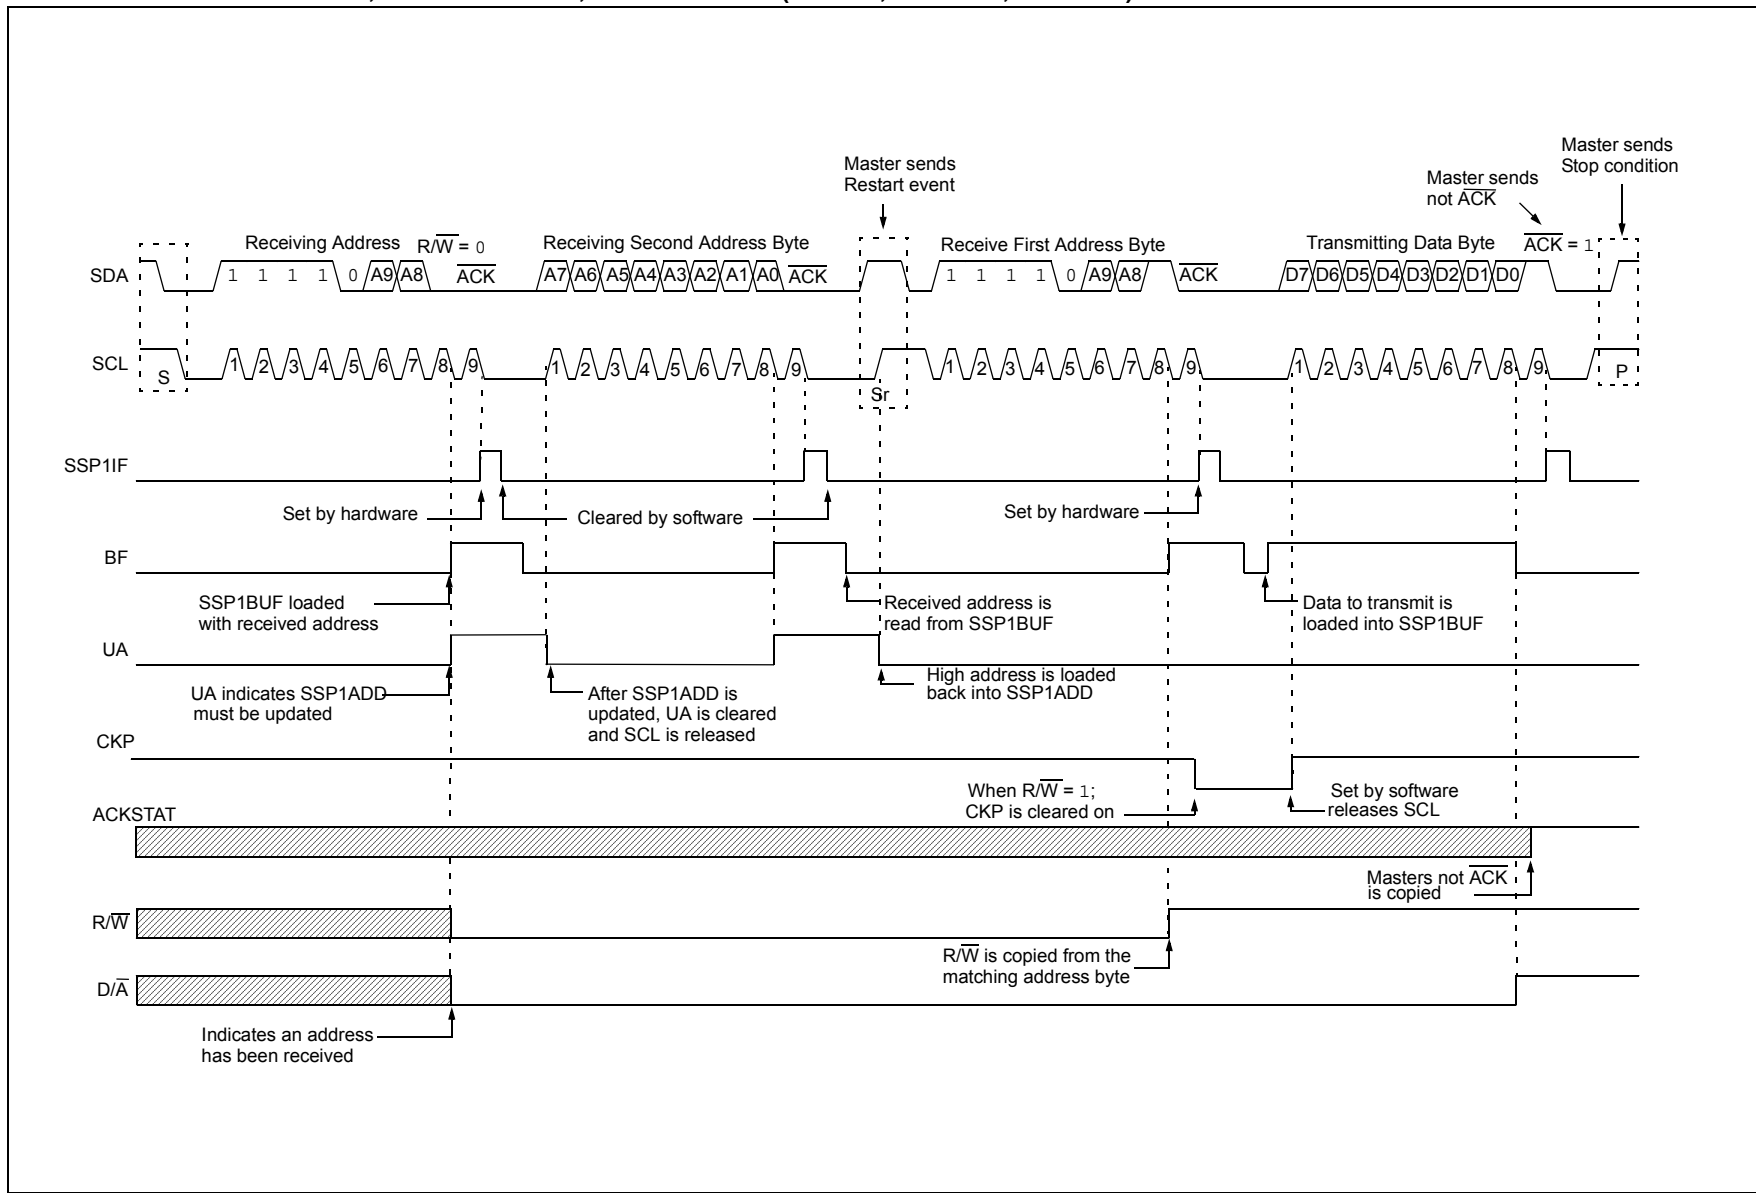 Master sends
Restart event
Master sends
not ACK
Master sends
Stop condition
Receiving Address R/W = 0
Receiving Second Address Byte
Receive First Address Byte
Transmitting Data Byte
ACK = 1
SDA
1 1 1 1 0 A9 A8 ACK
A7 A6 A5 A4 A3 A2 A1 A0 ACK
1 1 1 1 0 A9 A8 ACK
D7 D6 D5 D4 D3 D2 D1 D0
SCL
S
1 2 3 4 5 6 7 8 9
1 2 3 4 5 6 7 8 9
Sr
1 2 3 4 5 6 7 8 9
1 2 3 4 5 6 7 8 9
P
SSP1IF
Set by hardware
Cleared by software
Set by hardware
BF
SSP1BUF loaded
with received address
Received address is
read from SSP1BUF
Data to transmit is
loaded into SSP1BUF
UA
UA indicates SSP1ADD
must be updated
After SSP1ADD is
updated, UA is cleared
and SCL is released
High address is loaded
back into SSP1ADD
CKP
When R/W = 1;
CKP is cleared on
Set by software
releases SCL
ACKSTAT
Masters not ACK
is copied
R/W
R/W is copied from the
matching address byte
D/A
Indicates an address
has been received